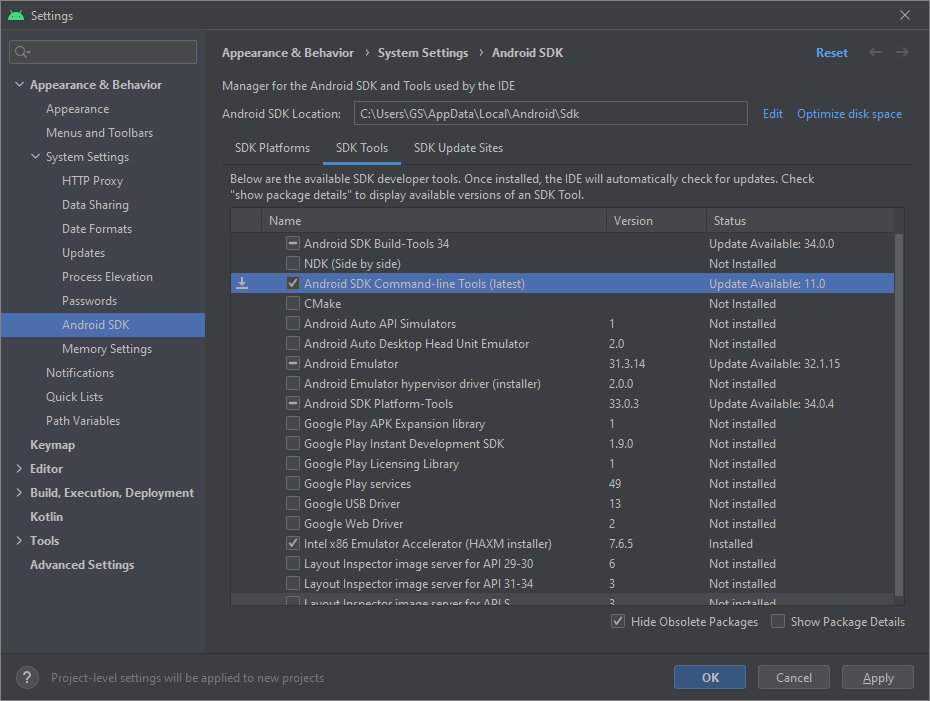 Settings
Appearance & Behavior › System Settings › Android SDK
Reset
Manager for the Android SDK and Tools used by the IDE
Android SDK Location: C:\Users\GS\AppData\Local\Android\Sdk Edit Optimize disk space
SDK Platforms SDK Tools SDK Update Sites
Below are the available SDK developer tools. Once installed, the IDE will automatically check for updates. Check
"show package details" to display available versions of an SDK Tool.
Name Version Status
Android SDK Build-Tools 34 Update Available: 34.0.0
NDK (Side by side) Not Installed
Android SDK Command-line Tools (latest) Update Available: 11.0
CMake Not Installed
Android Auto API Simulators 1 Not installed
Android Auto Desktop Head Unit Emulator 2.0 Not installed
Android Emulator 31.3.14 Update Available: 32.1.15
Android Emulator hypervisor driver (installer) 2.0.0 Not installed
Android SDK Platform-Tools 33.0.3 Update Available: 34.0.4
Google Play APK Expansion library 1 Not installed
Google Play Instant Development SDK 1.9.0 Not installed
Google Play Licensing Library 1 Not installed
Google Play services 49 Not installed
Google USB Driver 13 Not installed
Google Web Driver 2 Not installed
Intel x86 Emulator Accelerator (HAXM installer) 7.6.5 Installed
Layout Inspector image server for API 29-30 6 Not installed
Layout Inspector image server for API 31-34 3 Not installed
Layout Inspector image server for API S 3 Not installed
Hide Obsolete Packages Show Package Details
Appearance & Behavior
Appearance
Menus and Toolbars
System Settings
HTTP Proxy
Data Sharing
Date Formats
Updates
Process Elevation
Passwords
Android SDK
Memory Settings
Notifications
Quick Lists
Path Variables
Keymap
Editor
Build, Execution, Deployment
Kotlin
Tools
Advanced Settings
? Project-level settings will be applied to new projects
OK Cancel Apply